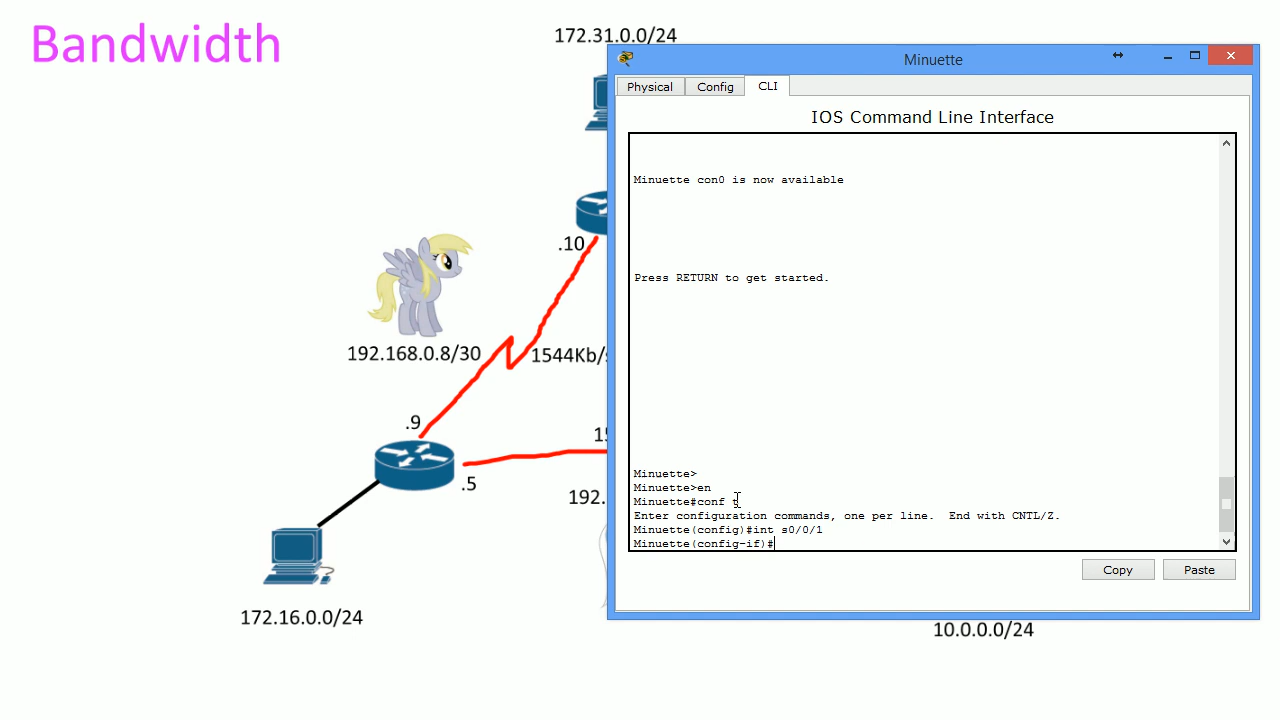 Bandwidth
172.31.0.0/24
Minuette
Physical
Config
CLI
IOS Command Line Interface
Minuette con0 is now available
Press RETURN to get started.
Minuette>
Minuette>en
Minuette#conf t
Enter configuration commands, one per line.  End with CNTL/Z.
Minuette(config)#int s0/0/1
Minuette(config-if)#
Copy
Paste
.10
192.168.0.8/30
1544Kb/s
.9
15
.5
192.
172.16.0.0/24
10.0.0.0/24